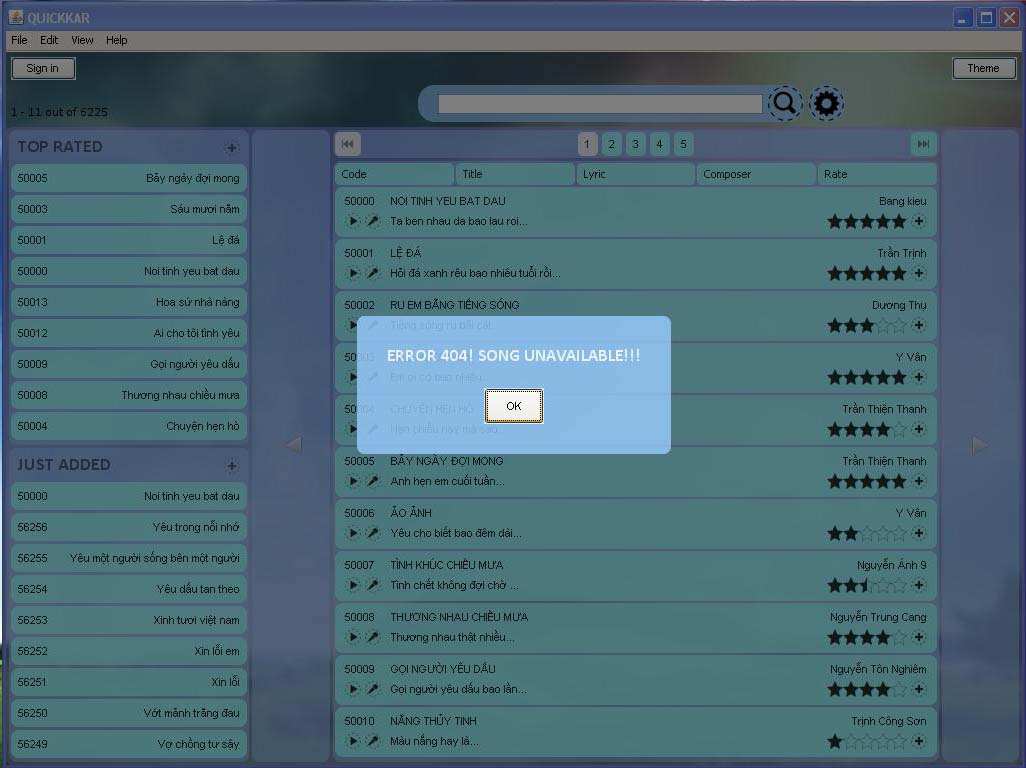 QUICKKAR
File Edit View Help
Sign in
Theme
1 - 11 out of 6225
TOP RATED +
50005 Bảy ngày đợi mong
50003 Sáu mươi năm
50001 Lệ đá
50000 Noi tinh yeu bat dau
50013 Hoa sứ nhà nàng
50012 Ai cho tôi tình yêu
50009 Gọi người yêu dấu
50008 Thương nhau chiều mưa
50004 Chuyện hẹn hò
JUST ADDED +
50000 Noi tinh yeu bat dau
56256 Yêu trong nỗi nhớ
56255 Yêu một người sống bên một người
56254 Yêu dấu tan theo
56253 Xinh tươi việt nam
56252 Xin lỗi em
56251 Xin lỗi
56250 Vớt mảnh trăng đau
56249 Vợ chồng tư sậy
1 2 3 4 5
Code Title Lyric Composer Rate
50000 NOI TINH YEU BAT DAU Bang kieu
Ta ben nhau da bao lau roi...
50001 LỆ ĐÁ Trần Trịnh
Hỏi đá xanh rêu bao nhiêu tuổi rồi...
50002 RU EM BẰNG TIẾNG SÓNG Dương Thụ
Tiếng sóng ru bãi cát...
ERROR 404! SONG UNAVAILABLE!!!
OK
50003 Y Vân
Em ơi có bao nhiêu...
50004 CHUYỆN HẸN HÒ Trần Thiện Thanh
Hẹn chiều nay mà sao
50005 BẢY NGÀY ĐỢI MONG Trần Thiện Thanh
Anh hẹn em cuối tuần...
50006 ẢO ẢNH Y Vân
Yêu cho biết bao đêm dài...
50007 TÌNH KHÚC CHIỀU MƯA Nguyễn Ánh 9
Tình chết không đợi chờ ...
50008 THƯƠNG NHAU CHIỀU MƯA Nguyễn Trung Cang
Thương nhau thật nhiều...
50009 GỌI NGƯỜI YÊU DẤU Nguyễn Tôn Nghiêm
Gọi người yêu dấu bao lần...
50010 NẮNG THỦY TINH Trịnh Công Sơn
Màu nắng hay là...